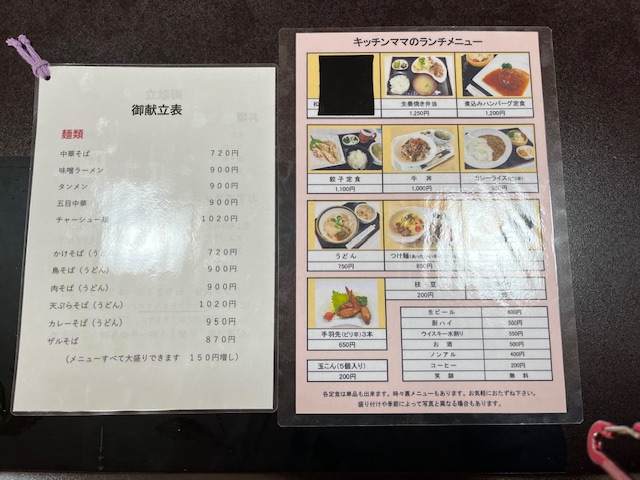 御献立表
麺類
中華そば 720円
味噌ラーメン 900円
タンメン 900円
五目中華 900円
チャーシュー麺 1020円
かけそば(うどん) 720円
鳥そば(うどん) 900円
肉そば(うどん) 900円
天ぷらそば(うどん) 1020円
カレーそば(うどん) 950円
ザルそば 870円
(メニューすべて大盛りできます 150円増し)
キッチンママのランチメニュー
生姜焼き弁当 煮込みハンバーグ定食
1,250円 1,200円
餃子定食 牛丼 カレーライス(ピリ辛)
1,100円 1,000円
うどん つけ麺
750円 850円
枝豆
200円
手羽先(ピリ辛)3本
650円
玉こん(5個入り)
200円
生ビール 600円
酎ハイ 500円
ウイスキー水割り 550円
お酒 500円
ノンアル 400円
コーヒー 200円
笑顔 無料
各定食は単品も出来ます。時々裏メニューもあります。お気軽におたずね下さい。
盛り付けや季節によって写真と異なる場合もあります。